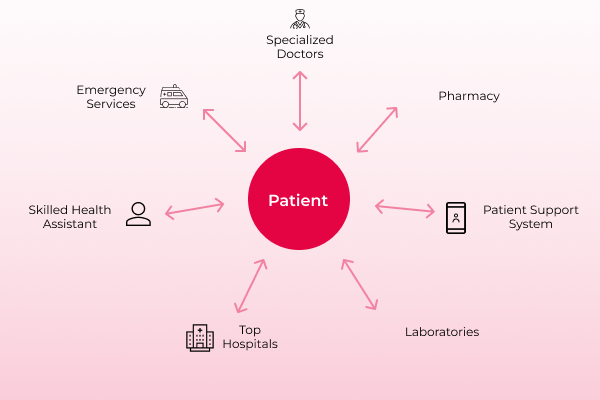 Specialized
Doctors
Emergency
Services
Pharmacy
Patient
Skilled Health
Assistant
Patient Support
System
Top
Hospitals
Laboratories